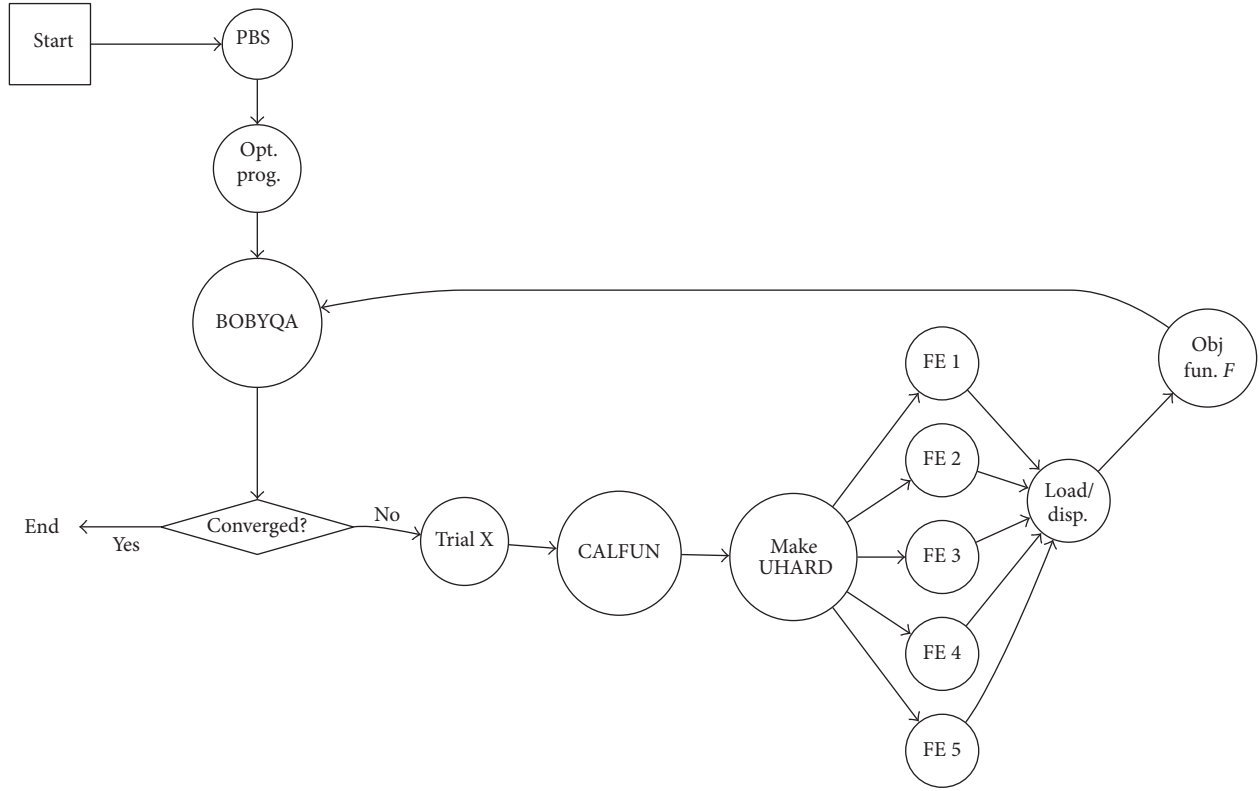 Start
PBS
Opt.
prog.
BOBYQA
Obj
fun. F
FE 1
FE 2
Load/
disp.
End
Yes
Converged?
No
Trial X
CALFUN
Make
UHARD
FE 3
FE 4
FE 5